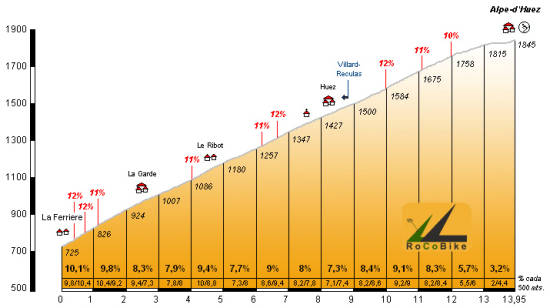 Alpe-d'Huez
1900
1700
1500
1300
1100
900
700
500
La Ferriere
La Garde
Le Ribot
Huez
Villard-
Reculas
12%
12%
11%
11%
11%
12%
12%
11%
10%
725
826
924
1007
1086
1180
1257
1347
1427
1500
1584
1675
1758
1815
1845
RoCoBike
10,1% 9,8% 8,3% 7,9% 9,4% 7,7% 9% 8% 7,3% 8,4% 9,1% 8,3% 5,7% 3,2%
9,8/10,4 10,4/9,2 9,4/7,3 7,8/8 10/8,8 7,3/8 8,6/9,4 8,2/7,8 7,1/7,4 8,2/8,6 9,2/9 8,2/8,4 5,5/6 2/4,4
% cada
500 mts.
0 1 2 3 4 5 6 7 8 9 10 11 12 13 13,95